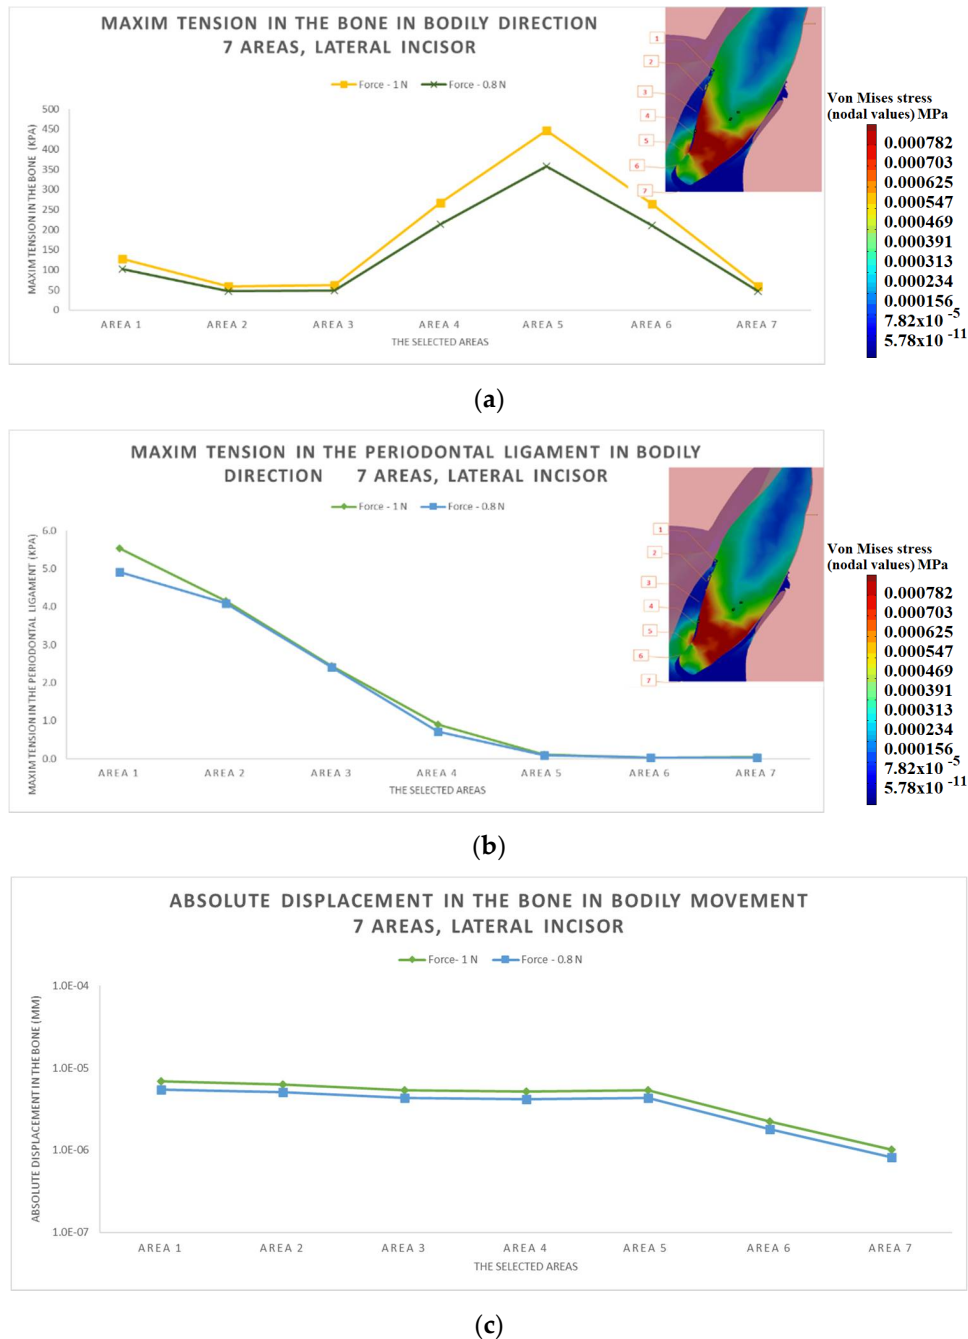 MAXIM TENSION IN THE BONE IN BODILY DIRECTION
7 AREAS, LATERAL INCISOR
Force - 1 N
Force - 0.8 N
MAXIM TENSION IN THE BONE (KPA)
500
450
400
350
300
250
200
150
100
50
0
AREA 1
AREA 2
AREA 3
AREA 4
AREA 5
AREA 6
AREA 7
THE SELECTED AREAS
1
2
3
4
5
6
7
Von Mises stress
(nodal values) MPa
0.000782
0.000703
0.000625
0.000547
0.000469
0.000391
0.000313
0.000234
0.000156
7.82x10 -5
5.78x10 -11
(a)
MAXIM TENSION IN THE PERIODONTAL LIGAMENT IN BODILY
DIRECTION 7 AREAS, LATERAL INCISOR
Force - 1 N
Force - 0.8 N
MAXIM TENSION IN THE PERIODONTAL LIGAMENT (KPA)
6.0
5.0
4.0
3.0
2.0
1.0
0.0
AREA 1
AREA 2
AREA 3
AREA 4
AREA 5
AREA 6
AREA 7
THE SELECTED AREAS
1
2
3
4
5
6
7
Von Mises stress
(nodal values) MPa
0.000782
0.000703
0.000625
0.000547
0.000469
0.000391
0.000313
0.000234
0.000156
7.82x10 -5
5.78x10 -11
(b)
ABSOLUTE DISPLACEMENT IN THE BONE IN BODILY MOVEMENT
7 AREAS, LATERAL INCISOR
Force- 1 N
Force - 0.8 N
ABSOLUTE DISPLACEMENT IN THE BONE (MM)
1.0E-04
1.0E-05
1.0E-06
1.0E-07
AREA 1
AREA 2
AREA 3
AREA 4
AREA 5
AREA 6
AREA 7
THE SELECTED AREAS
(c)